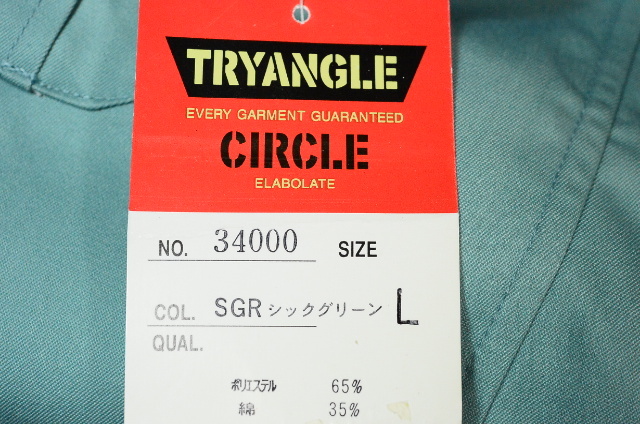 TRYANGLE
EVERY GARMENT GUARANTEED
CIRCLE
ELABOLATE
NO. 34000 SIZE
COL. SGR シックグリーン L
QUAL.
ポリエステル 65%
綿 35%